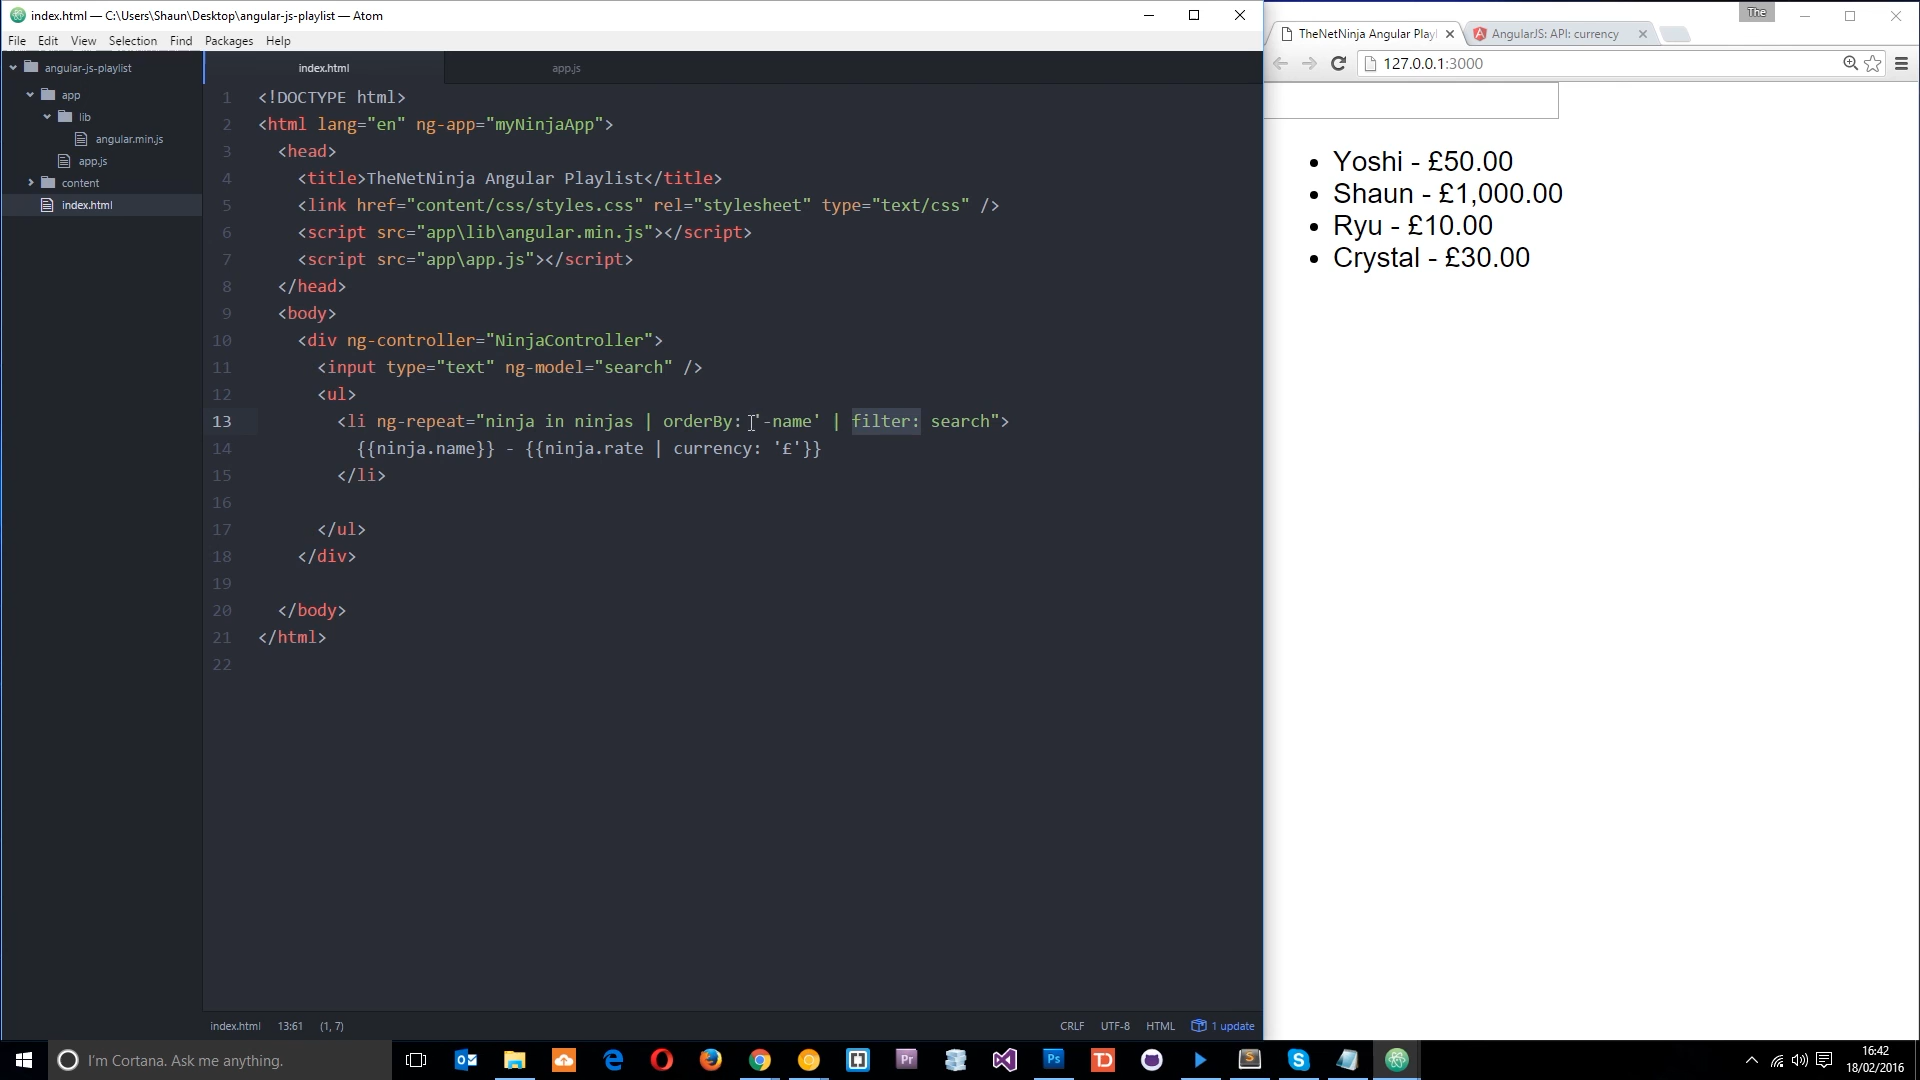 index.html — C:\Users\Shaun\Desktop\angular-js-playlist — Atom
File Edit View Selection Find Packages Help
angular-js-playlist
app
lib
angular.min.js
app.js
content
index.html
index.html app.js
1 <!DOCTYPE html>
2 <html lang="en" ng-app="myNinjaApp">
3 <head>
4 <title>TheNetNinja Angular Playlist</title>
5 <link href="content/css/styles.css" rel="stylesheet" type="text/css" />
6 <script src="app\lib\angular.min.js"></script>
7 <script src="app\app.js"></script>
8 </head>
9 <body>
10 <div ng-controller="NinjaController">
11 <input type="text" ng-model="search" />
12 <ul>
13 <li ng-repeat="ninja in ninjas | orderBy: '-name' | filter: search">
14 {{ninja.name}} - {{ninja.rate | currency: '£'}}
15 </li>
16
17 </ul>
18 </div>
19
20 </body>
21 </html>
22
index.html 13:61 (1, 7) CRLF UTF-8 HTML 1 update
The
TheNetNinja Angular Playl AngularJS: API: currency
127.0.0.1:3000
• Yoshi - £50.00
• Shaun - £1,000.00
• Ryu - £10.00
• Crystal - £30.00
I'm Cortana. Ask me anything.
Pr
Ps
TD
S
S
16:42
18/02/2016